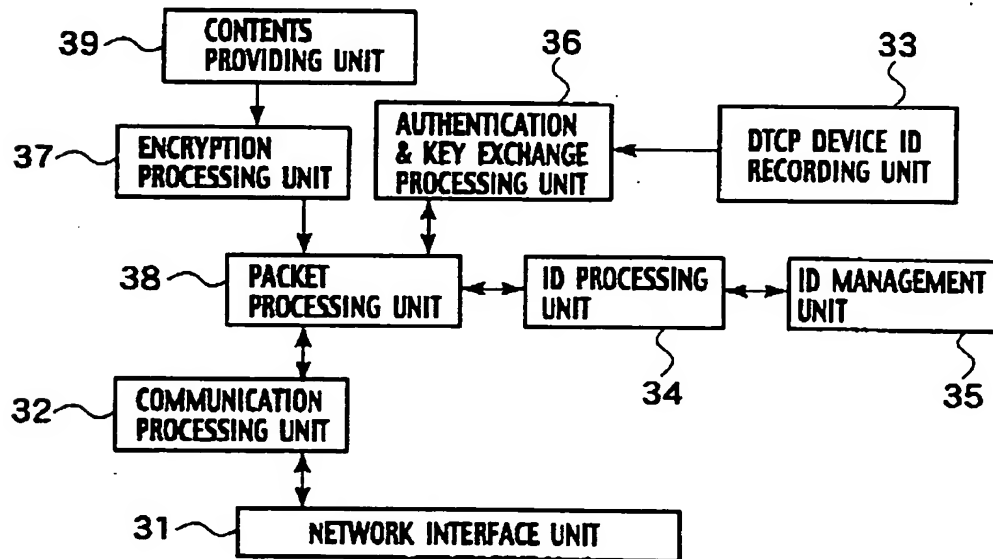 39
CONTENTS
PROVIDING UNIT
36
33
37
ENCRYPTION
PROCESSING UNIT
AUTHENTICATION
& KEY EXCHANGE
PROCESSING UNIT
DTCP DEVICE ID
RECORDING UNIT
38
PACKET
PROCESSING UNIT
ID PROCESSING
UNIT
ID MANAGEMENT
UNIT
34
35
32
COMMUNICATION
PROCESSING UNIT
31
NETWORK INTERFACE UNIT